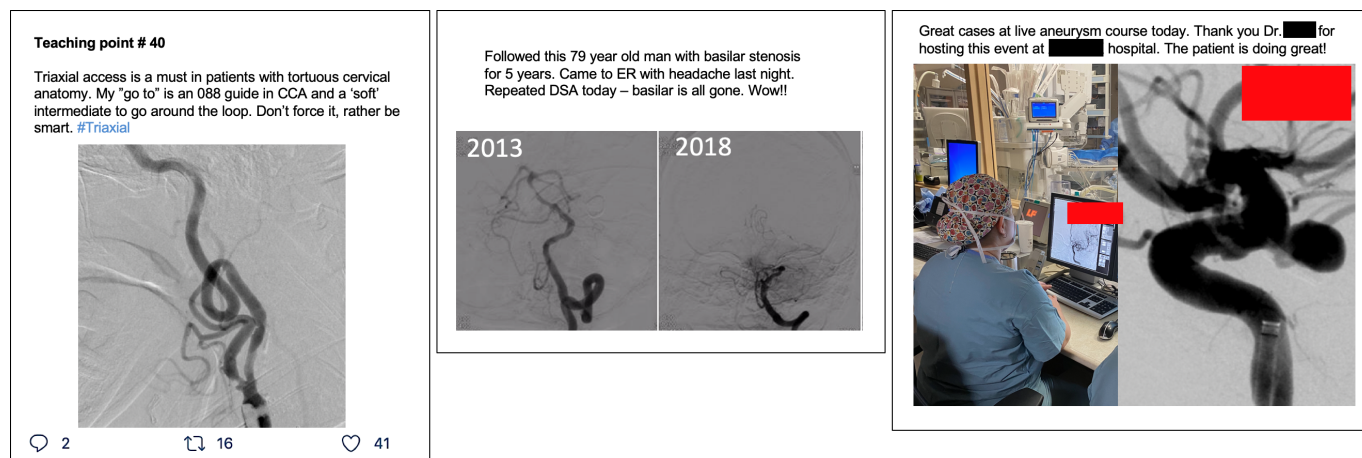 Teaching point # 40
Triaxial access is a must in patients with tortuous cervical
anatomy. My ”go to” is an 088 guide in CCA and a ‘soft’
intermediate to go around the loop. Don’t force it, rather be
smart. #Triaxial
2
16
41
Followed this 79 year old man with basilar stenosis
for 5 years. Came to ER with headache last night.
Repeated DSA today – basilar is all gone. Wow!!
2013
2018
Great cases at live aneurysm course today. Thank you Dr. for
hosting this event at hospital. The patient is doing great!
LF